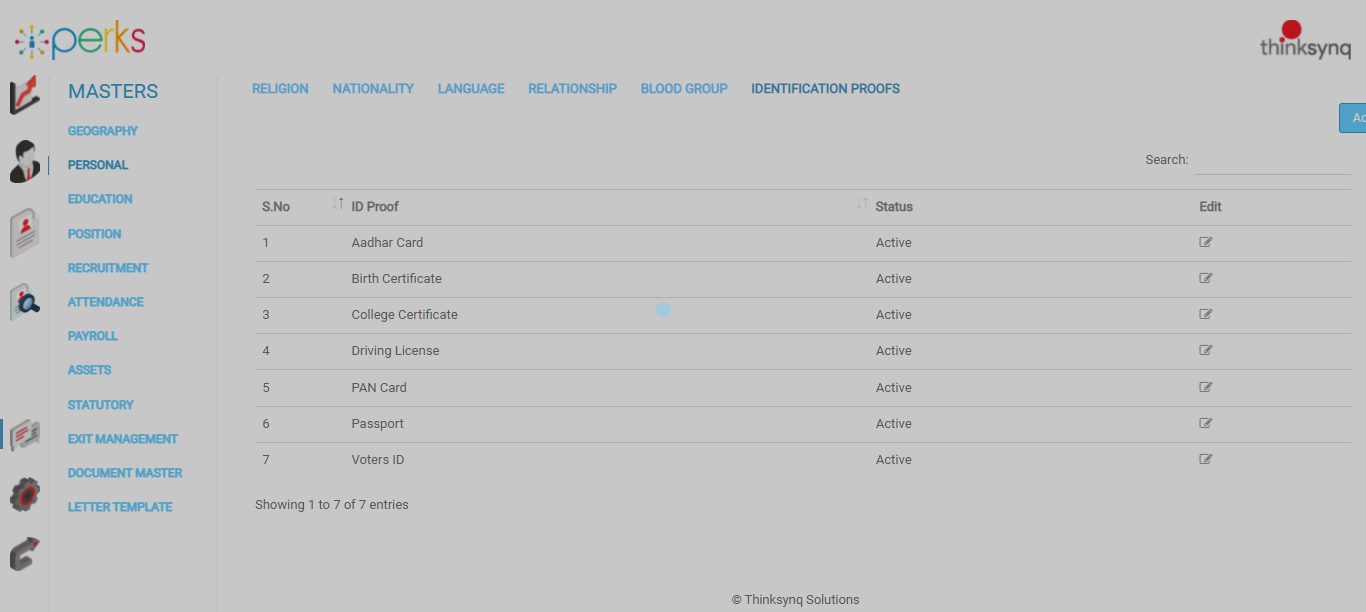 perks
thinksynq
MASTERS
GEOGRAPHY
PERSONAL
EDUCATION
POSITION
RECRUITMENT
ATTENDANCE
PAYROLL
ASSETS
STATUTORY
EXIT MANAGEMENT
DOCUMENT MASTER
LETTER TEMPLATE
RELIGION NATIONALITY LANGUAGE RELATIONSHIP BLOOD GROUP IDENTIFICATION PROOFS
Search:
S.No ID Proof Status Edit
1 Aadhar Card Active
2 Birth Certificate Active
3 College Certificate Active
4 Driving License Active
5 PAN Card Active
6 Passport Active
7 Voters ID Active
Showing 1 to 7 of 7 entries
© Thinksynq Solutions